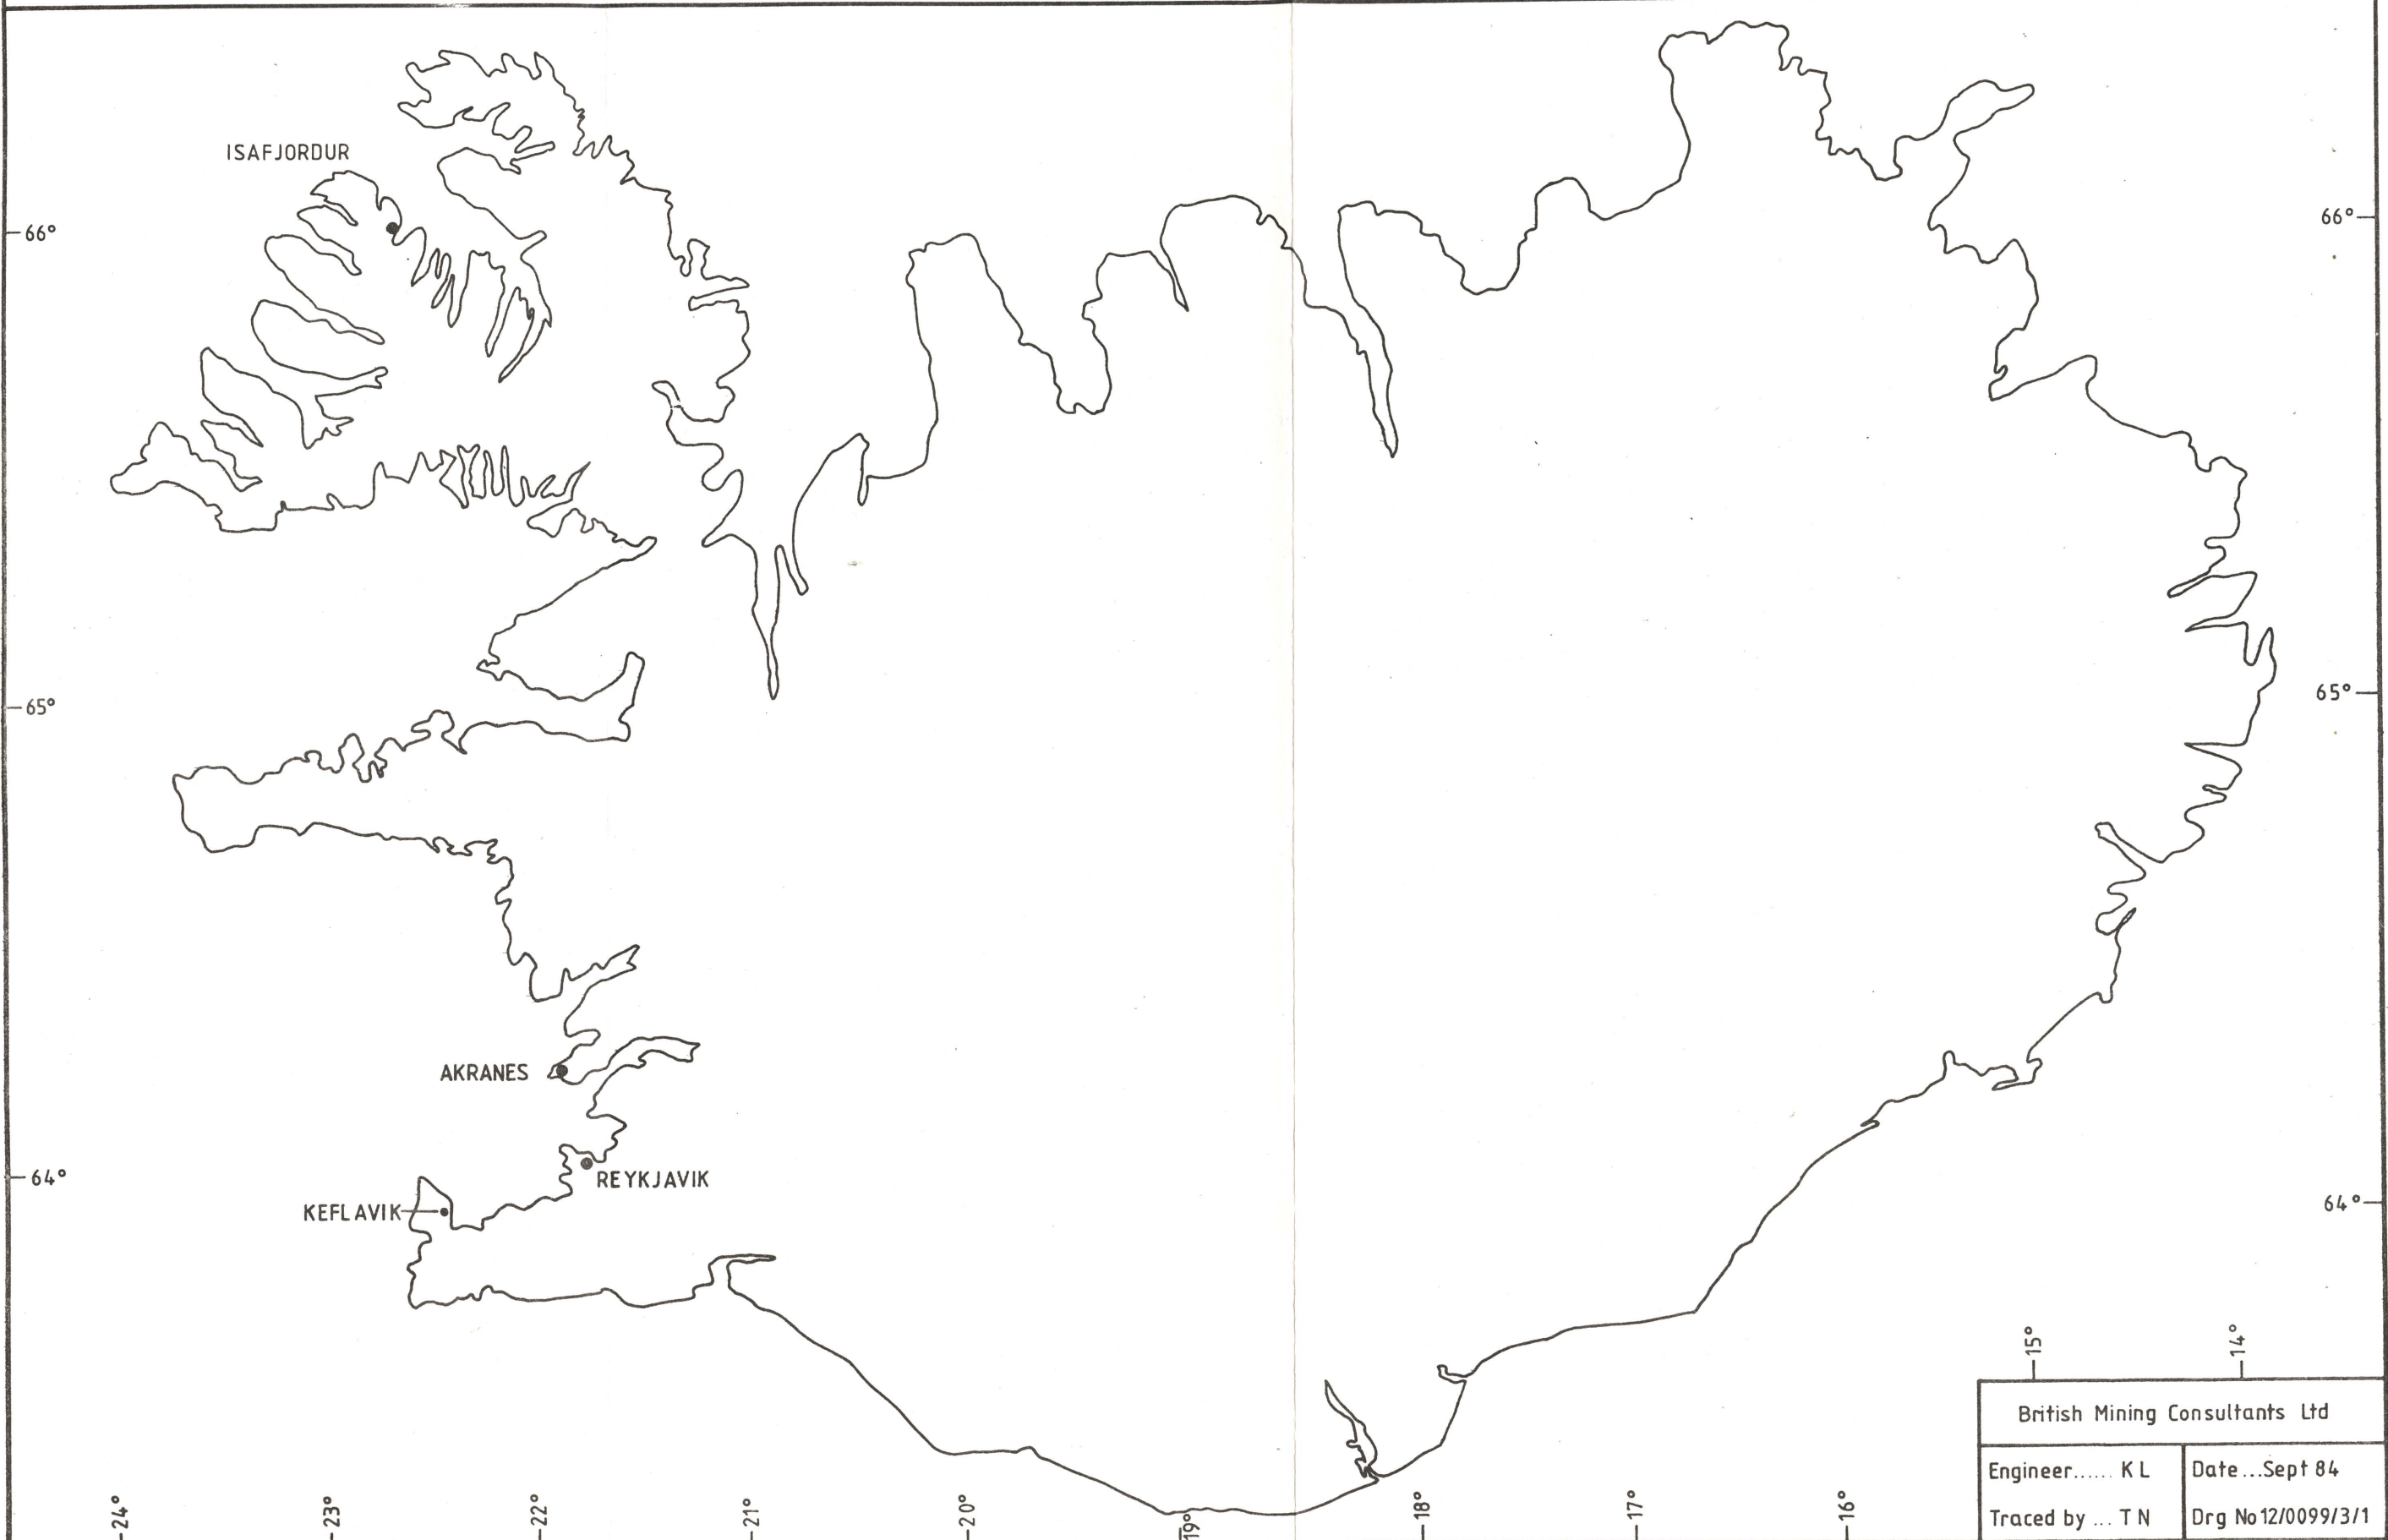 ISAFJORDUR
66°
66°
65°
65°
AKRANES
REYKJAVIK
64°
KEFLAVIK
64°
15°
14°
British Mining Consultants Ltd
Engineer...... K L
Date...Sept 84
Traced by ... T N
Drg No 12/0099/3/1
24°
23°
22°
21°
20°
19°
18°
17°
16°